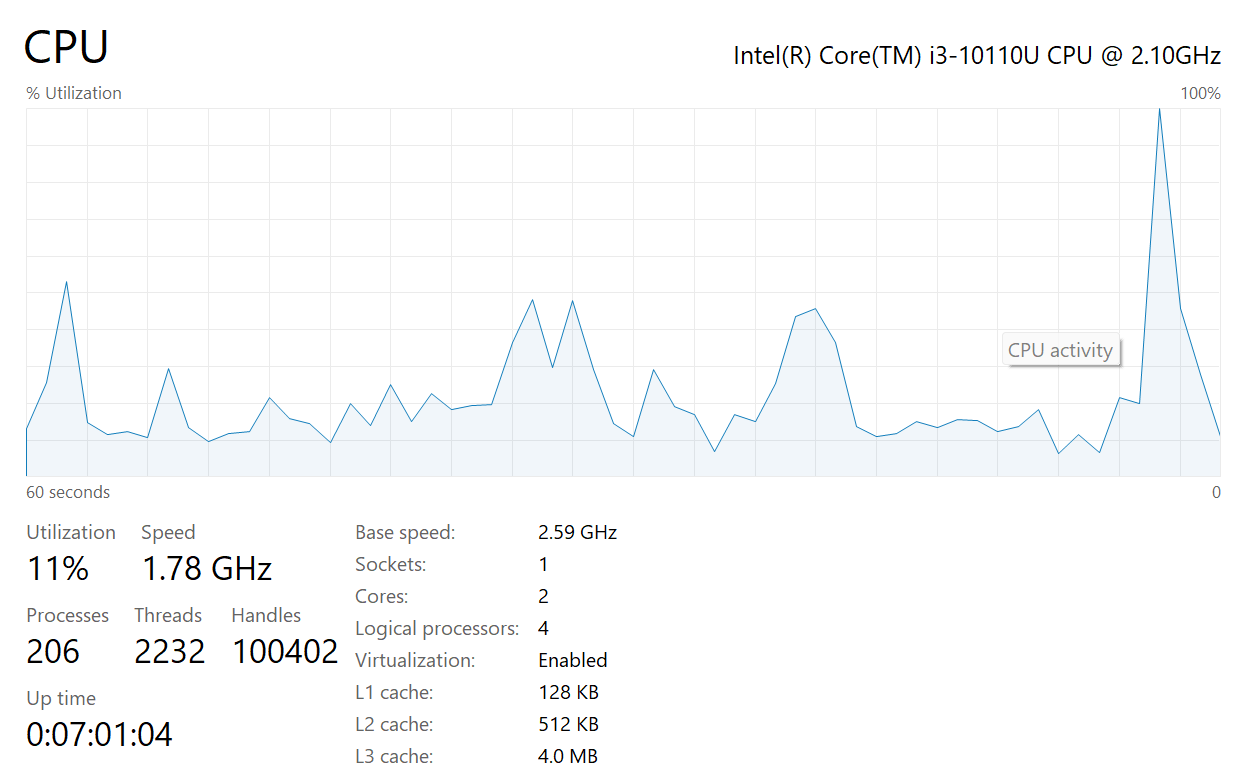 CPU
Intel(R) Core(TM) i3-10110U CPU @ 2.10GHz
% Utilization
100%
CPU activity
60 seconds
0
Utilization
Speed
11%
1.78 GHz
Processes
Threads
Handles
206
2232
100402
Up time
0:07:01:04
Base speed: 2.59 GHz
Sockets: 1
Cores: 2
Logical processors: 4
Virtualization: Enabled
L1 cache: 128 KB
L2 cache: 512 KB
L3 cache: 4.0 MB